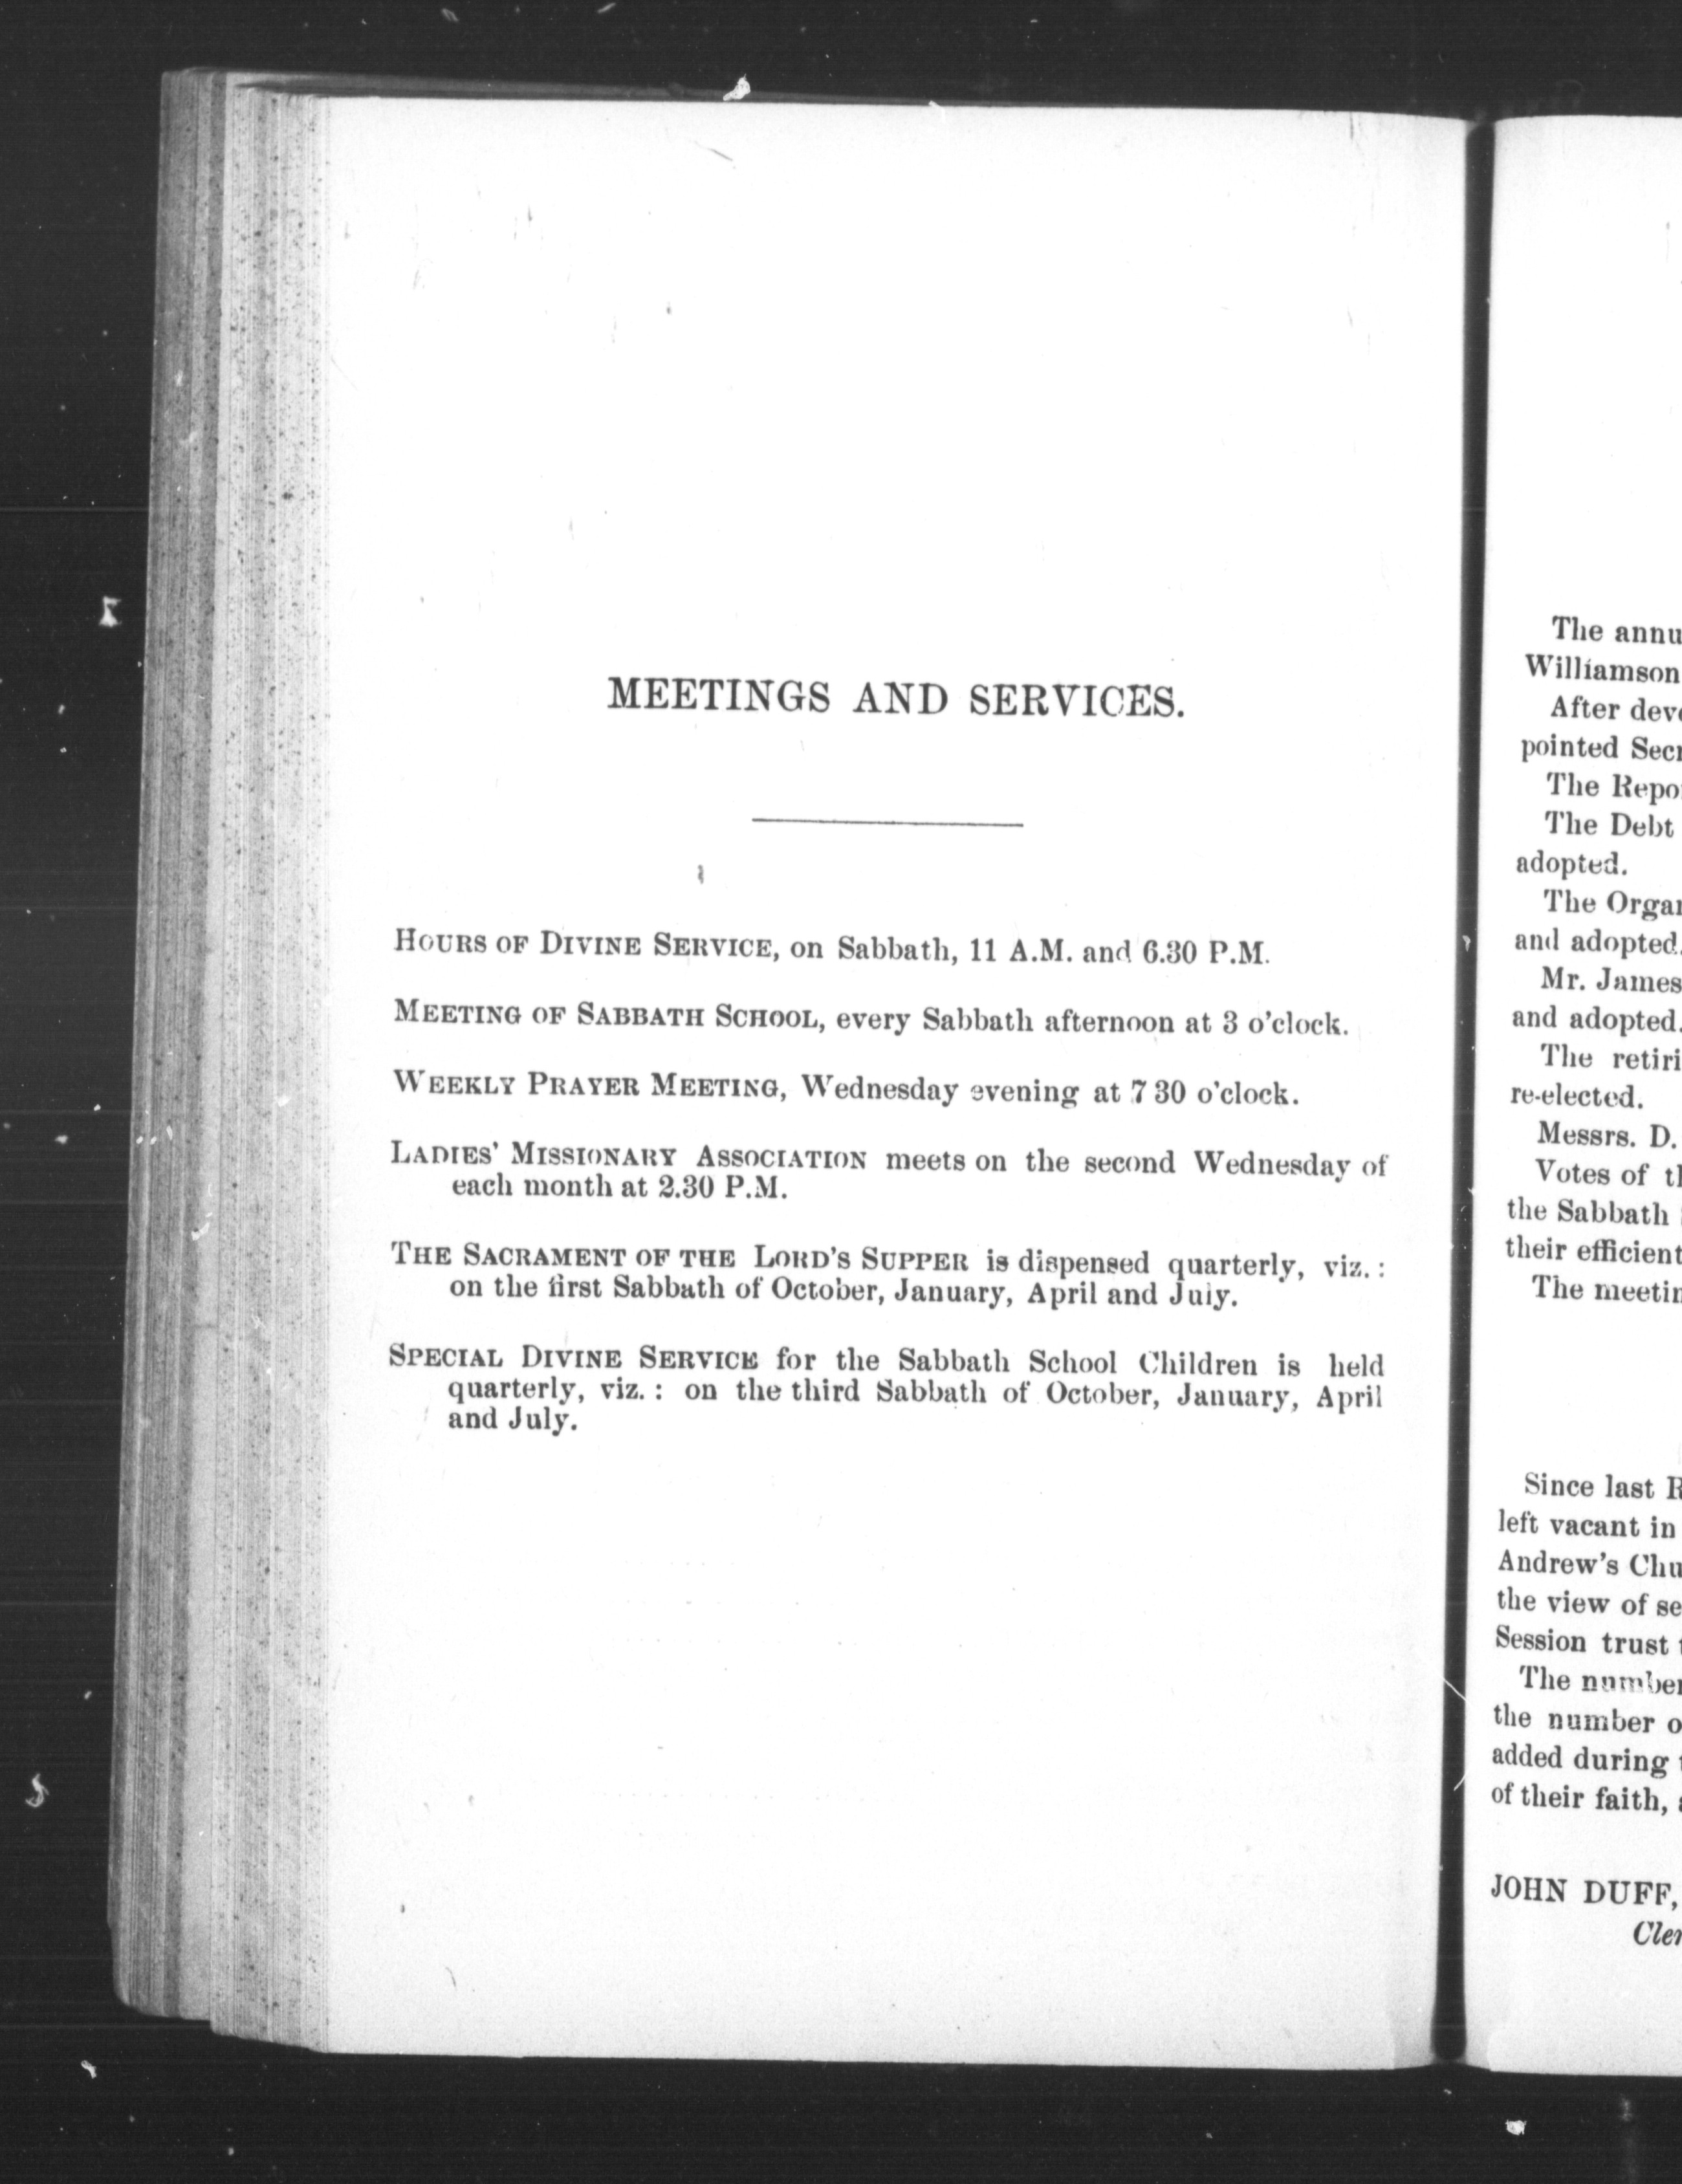 MEETINGS AND SERVICES.
HOURS OF DIVINE SERVICE, on Sabbath, 11 A.M. and 6.30 P.M.
MEETING OF SABBATH SCHOOL, every Sabbath afternoon at 3 o'clock.
WEEKLY PRAYER MEETING, Wednesday evening at 7 30 o'clock.
LADIES' MISSIONARY ASSOCIATION meets on the second Wednesday of
each month at 2.30 P.M.
THE SACRAMENT OF THE LORD'S SUPPER is dispensed quarterly, viz. :
on the first Sabbath of October, January, April and July.
SPECIAL DIVINE SERVICE for the Sabbath School Children is held
quarterly, viz. : on the third Sabbath of October, January, April
and July.
The annu
Williamson
After dev
pointed Sec
The Repo
The Debt
adopted.
The Orga
and adopted.
Mr. James
and adopted.
The retiri
re-elected.
Messrs. D.
Votes of t
the Sabbath
their efficient
The meetin
Since last R
left vacant in
Andrew's Chu
the view of se
Session trust
The number
the number o
added during
of their faith,
JOHN DUFF,
Cler